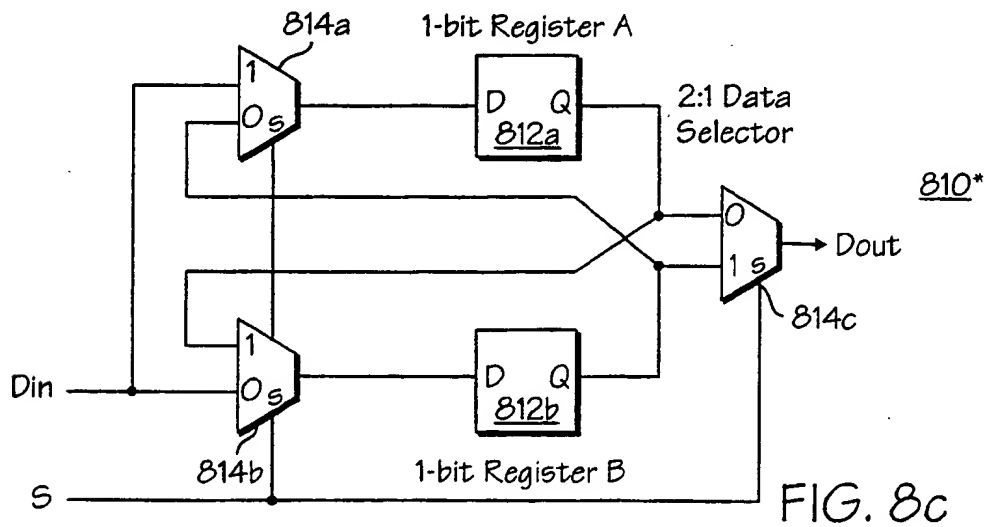 814a
1-bit Register A
1
0
s
D Q
812a
2:1 Data
Selector
810*
0
1 s
Dout
814c
1
0
s
Din
D Q
812b
814b
1-bit Register B
S
FIG. 8c